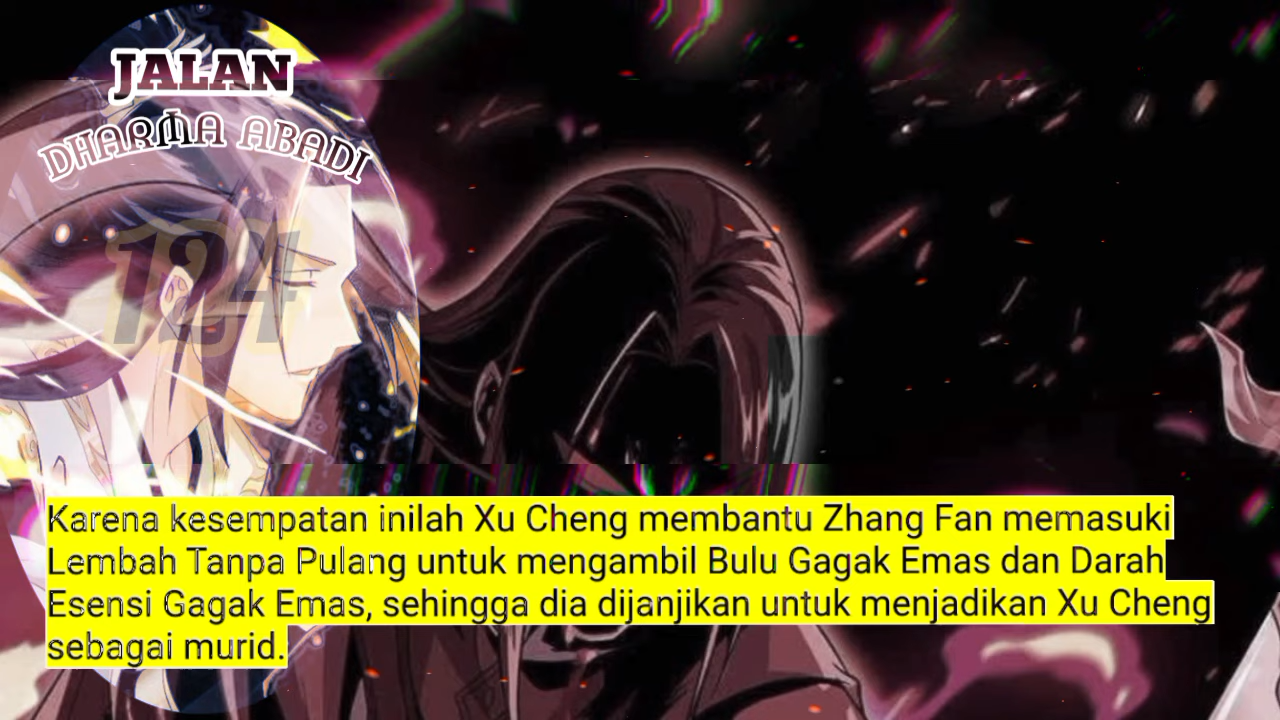 JALAN
DHARMA ABADI
124
Karena kesempatan inilah Xu Cheng membantu Zhang Fan memasuki
Lembah Tanpa Pulang untuk mengambil Bulu Gagak Emas dan Darah
Esensi Gagak Emas, sehingga dia dijanjikan untuk menjadikan Xu Cheng
sebagai murid.